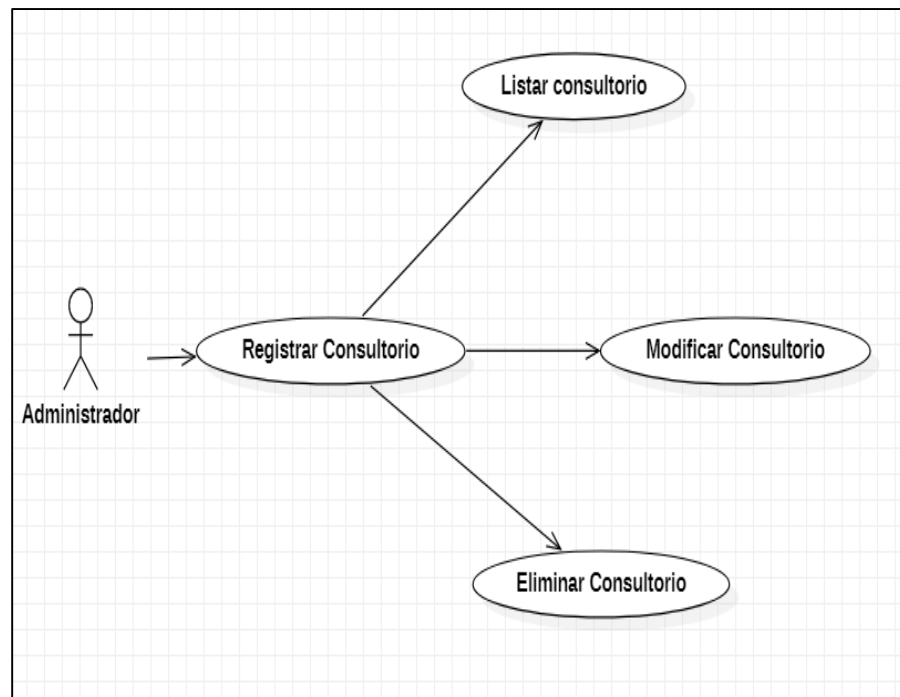 Listar consultorio
Registrar Consultorio
Modificar Consultorio
Administrador
Eliminar Consultorio